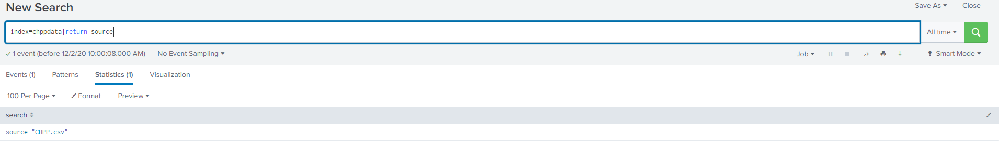 New Search
Save As Close
index=chppdata|return source
All time
1 event (before 12/2/20 10:00:08.000 AM) No Event Sampling
Job Smart Mode
Events (1) Patterns Statistics (1) Visualization
100 Per Page Format Preview
search
source="CHPP.csv"